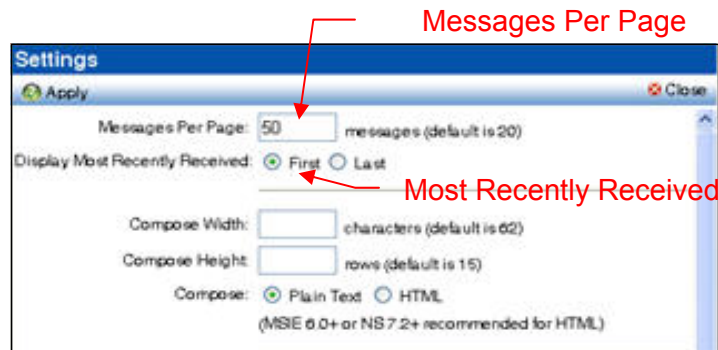 Messages Per Page
Settings
Apply Close
Messages Per Page: 50 messages (default is 20)
Display Most Recently Received: First Last
Most Recently Received
Compose Width: characters (default is 62)
Compose Height: rows (default is 15)
Compose: Plain Text HTML
(MSIE 6.0+ or NS 7.2+ recommended for HTML)